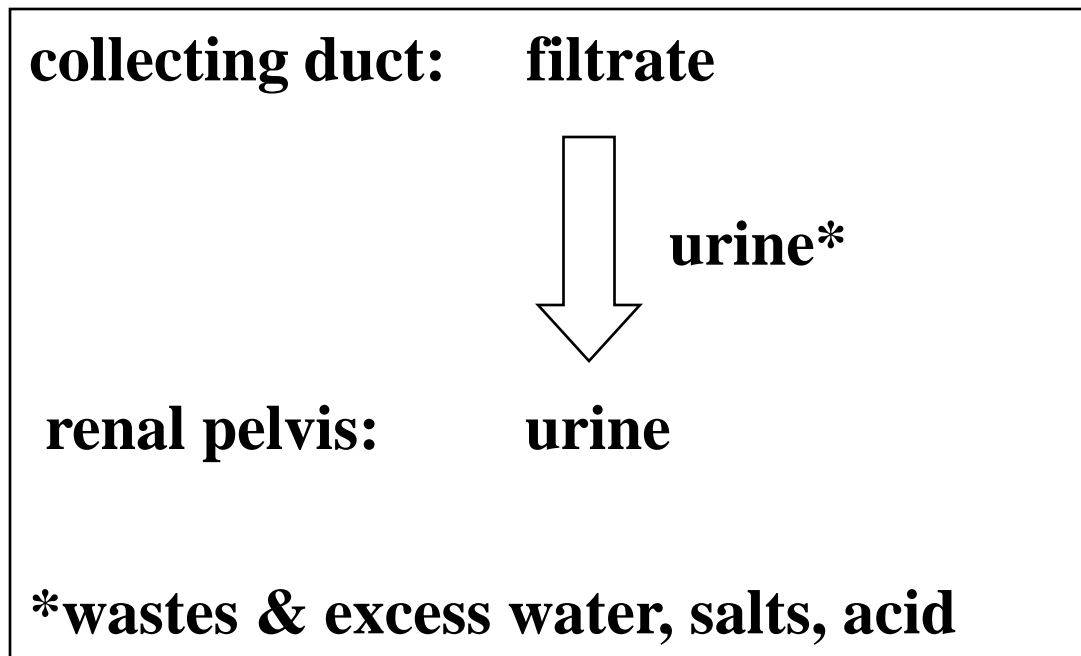 collecting duct: filtrate
urine*
renal pelvis: urine
*wastes & excess water, salts, acid